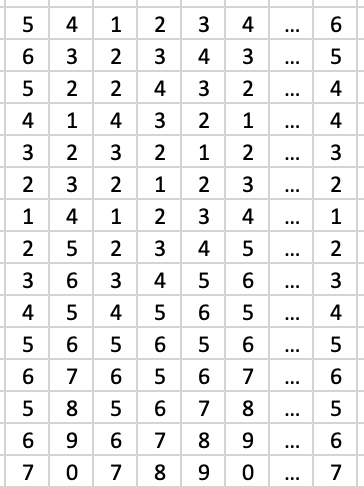 5 4 1 2 3 4 ... 6
6 3 2 3 4 3 ... 5
5 2 2 4 3 2 ... 4
4 1 4 3 2 1 ... 4
3 2 3 2 1 2 ... 3
2 3 2 1 2 3 ... 2
1 4 1 2 3 4 ... 1
2 5 2 3 4 5 ... 2
3 6 3 4 5 6 ... 3
4 5 4 5 6 5 ... 4
5 6 5 6 5 6 ... 5
6 7 6 5 6 7 ... 6
5 8 5 6 7 8 ... 5
6 9 6 7 8 9 ... 6
7 0 7 8 9 0 ... 7